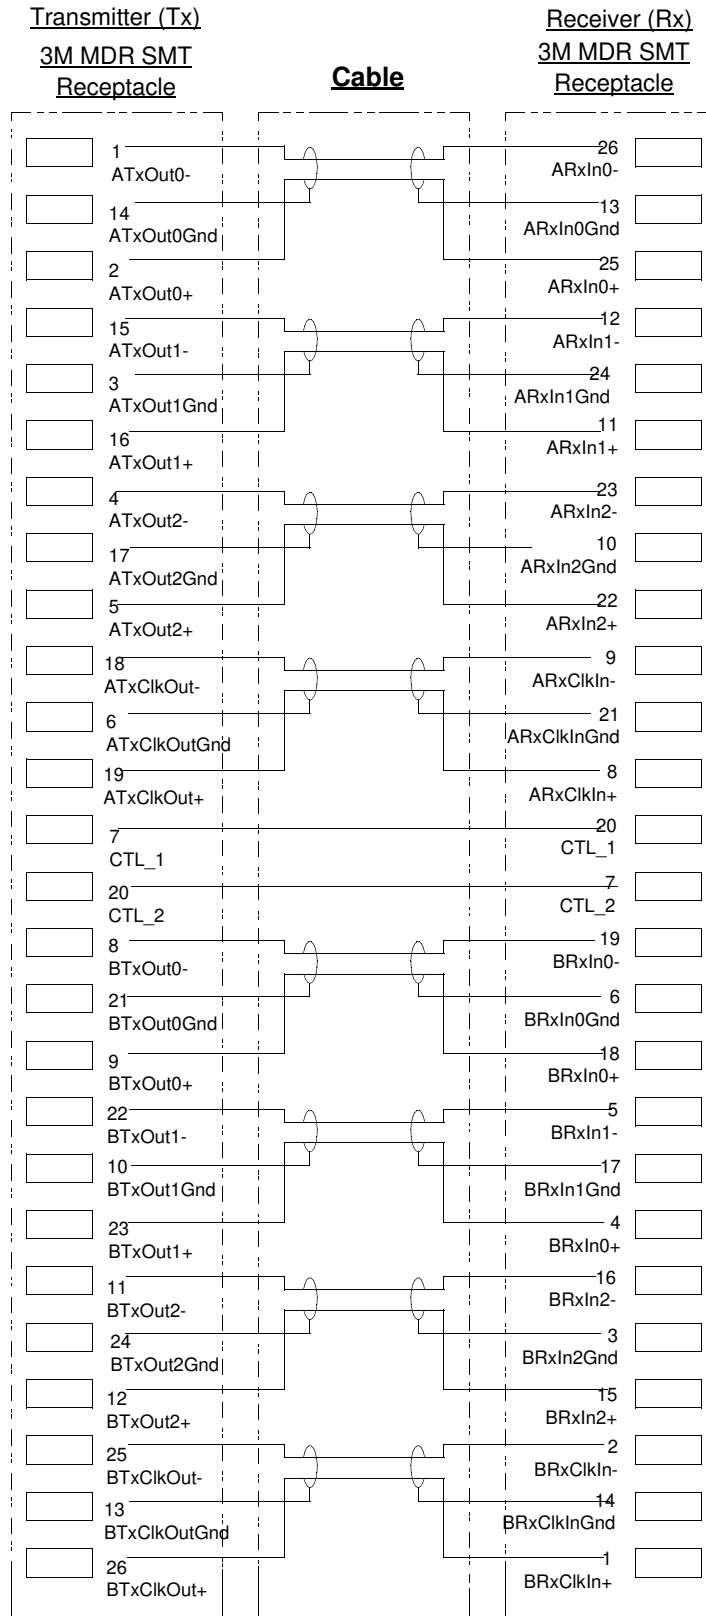 Transmitter (Tx)
3M MDR SMT
Receptacle
Cable
Receiver (Rx)
3M MDR SMT
Receptacle
1 26
ATxOut0- ARxIn0-
14 13
ATxOut0Gnd ARxIn0Gnd
2 25
ATxOut0+ ARxIn0+
15 12
ATxOut1- ARxIn1-
3 24
ATxOut1Gnd ARxIn1Gnd
16 11
ATxOut1+ ARxIn1+
4 23
ATxOut2- ARxIn2-
17 10
ATxOut2Gnd ARxIn2Gnd
5 22
ATxOut2+ ARxIn2+
18 9
ATxClkOut- ARxClkIn-
6 21
ATxClkOutGnd ARxClkInGnd
19 8
ATxClkOut+ ARxClkIn+
7 20
CTL_1 CTL_1
20 7
CTL_2 CTL_2
8 19
BTxOut0- BRxIn0-
21 6
BTxOut0Gnd BRxIn0Gnd
9 18
BTxOut0+ BRxIn0+
22 5
BTxOut1- BRxIn1-
10 17
BTxOut1Gnd BRxIn1Gnd
23 4
BTxOut1+ BRxIn0+
11 16
BTxOut2- BRxIn2-
24 3
BTxOut2Gnd BRxIn2Gnd
12 15
BTxOut2+ BRxIn2+
25 2
BTxClkOut- BRxClkIn-
13 14
BTxClkOutGnd BRxClkInGnd
26 1
BTxClkOut+ BRxClkIn+